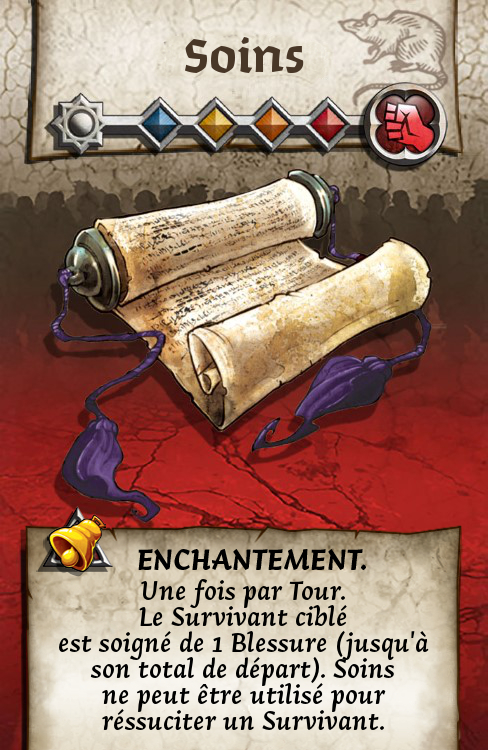 Soins
ENCHANTEMENT.
Une fois par Tour.
Le Survivant ciblé
est soigné de 1 Blessure (jusqu'à
son total de départ). Soins
ne peut être utilisé pour
réssuciter un Survivant.